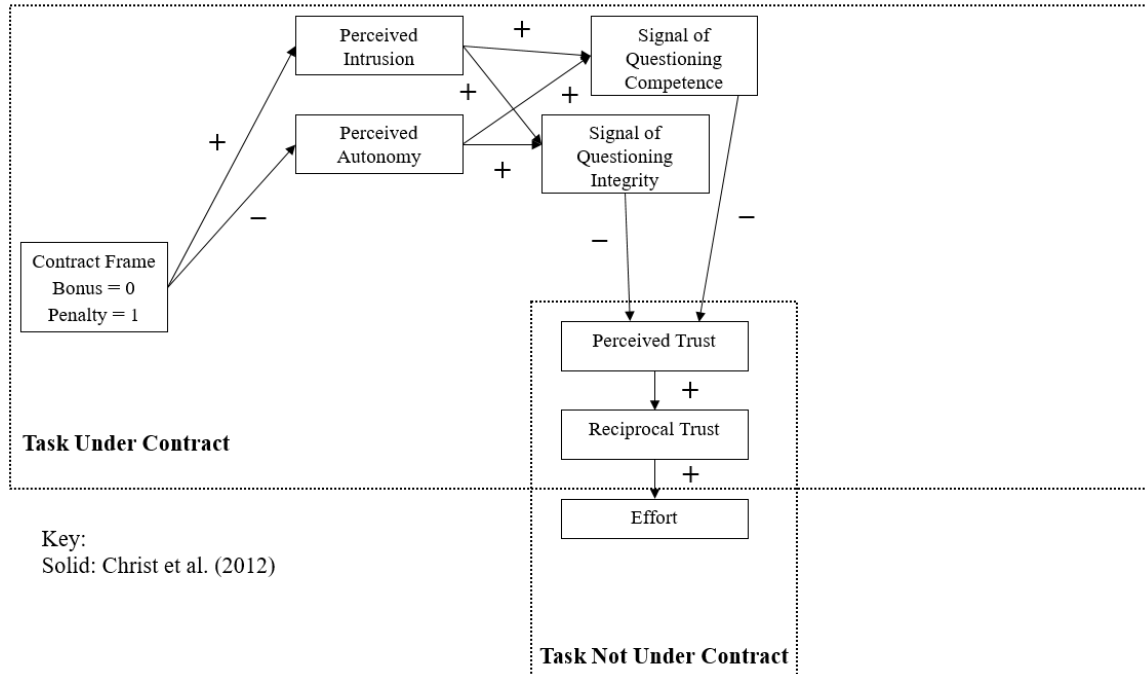 Perceived
Intrusion
+
Signal of
Questioning
Competence
+
+
+
Perceived
Autonomy
+
Signal of
Questioning
Integrity
−
−
−
Contract Frame
Bonus = 0
Penalty = 1
Perceived Trust
+
Reciprocal Trust
+
Task Under Contract
Effort
Key:
Solid: Christ et al. (2012)
Task Not Under Contract